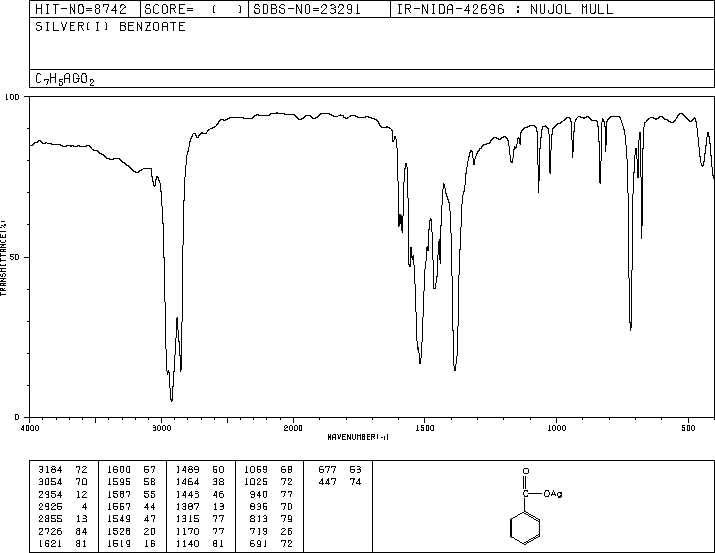 HIT-NO=8742 SCORE= ( ) SDBS-NO=23291 IR-NIDA-42696 : NUJOL MULL
SILVER(I) BENZOATE
C7H5AGO2
100
50
0
TRANSMITTANCE(%)
4000 3000 2000 1500 1000 500
WAVENUMBER(-1)
3184 72 1600 57 1489 60 1069 68 677 53
3054 70 1595 58 1464 38 1025 72 447 74
2954 12 1587 55 1443 46 940 77
2925 4 1557 44 1387 13 836 70
2855 13 1549 47 1315 77 813 79
2726 84 1528 20 1170 77 719 26
1621 81 1519 16 1140 81 691 72
O
C—OAg